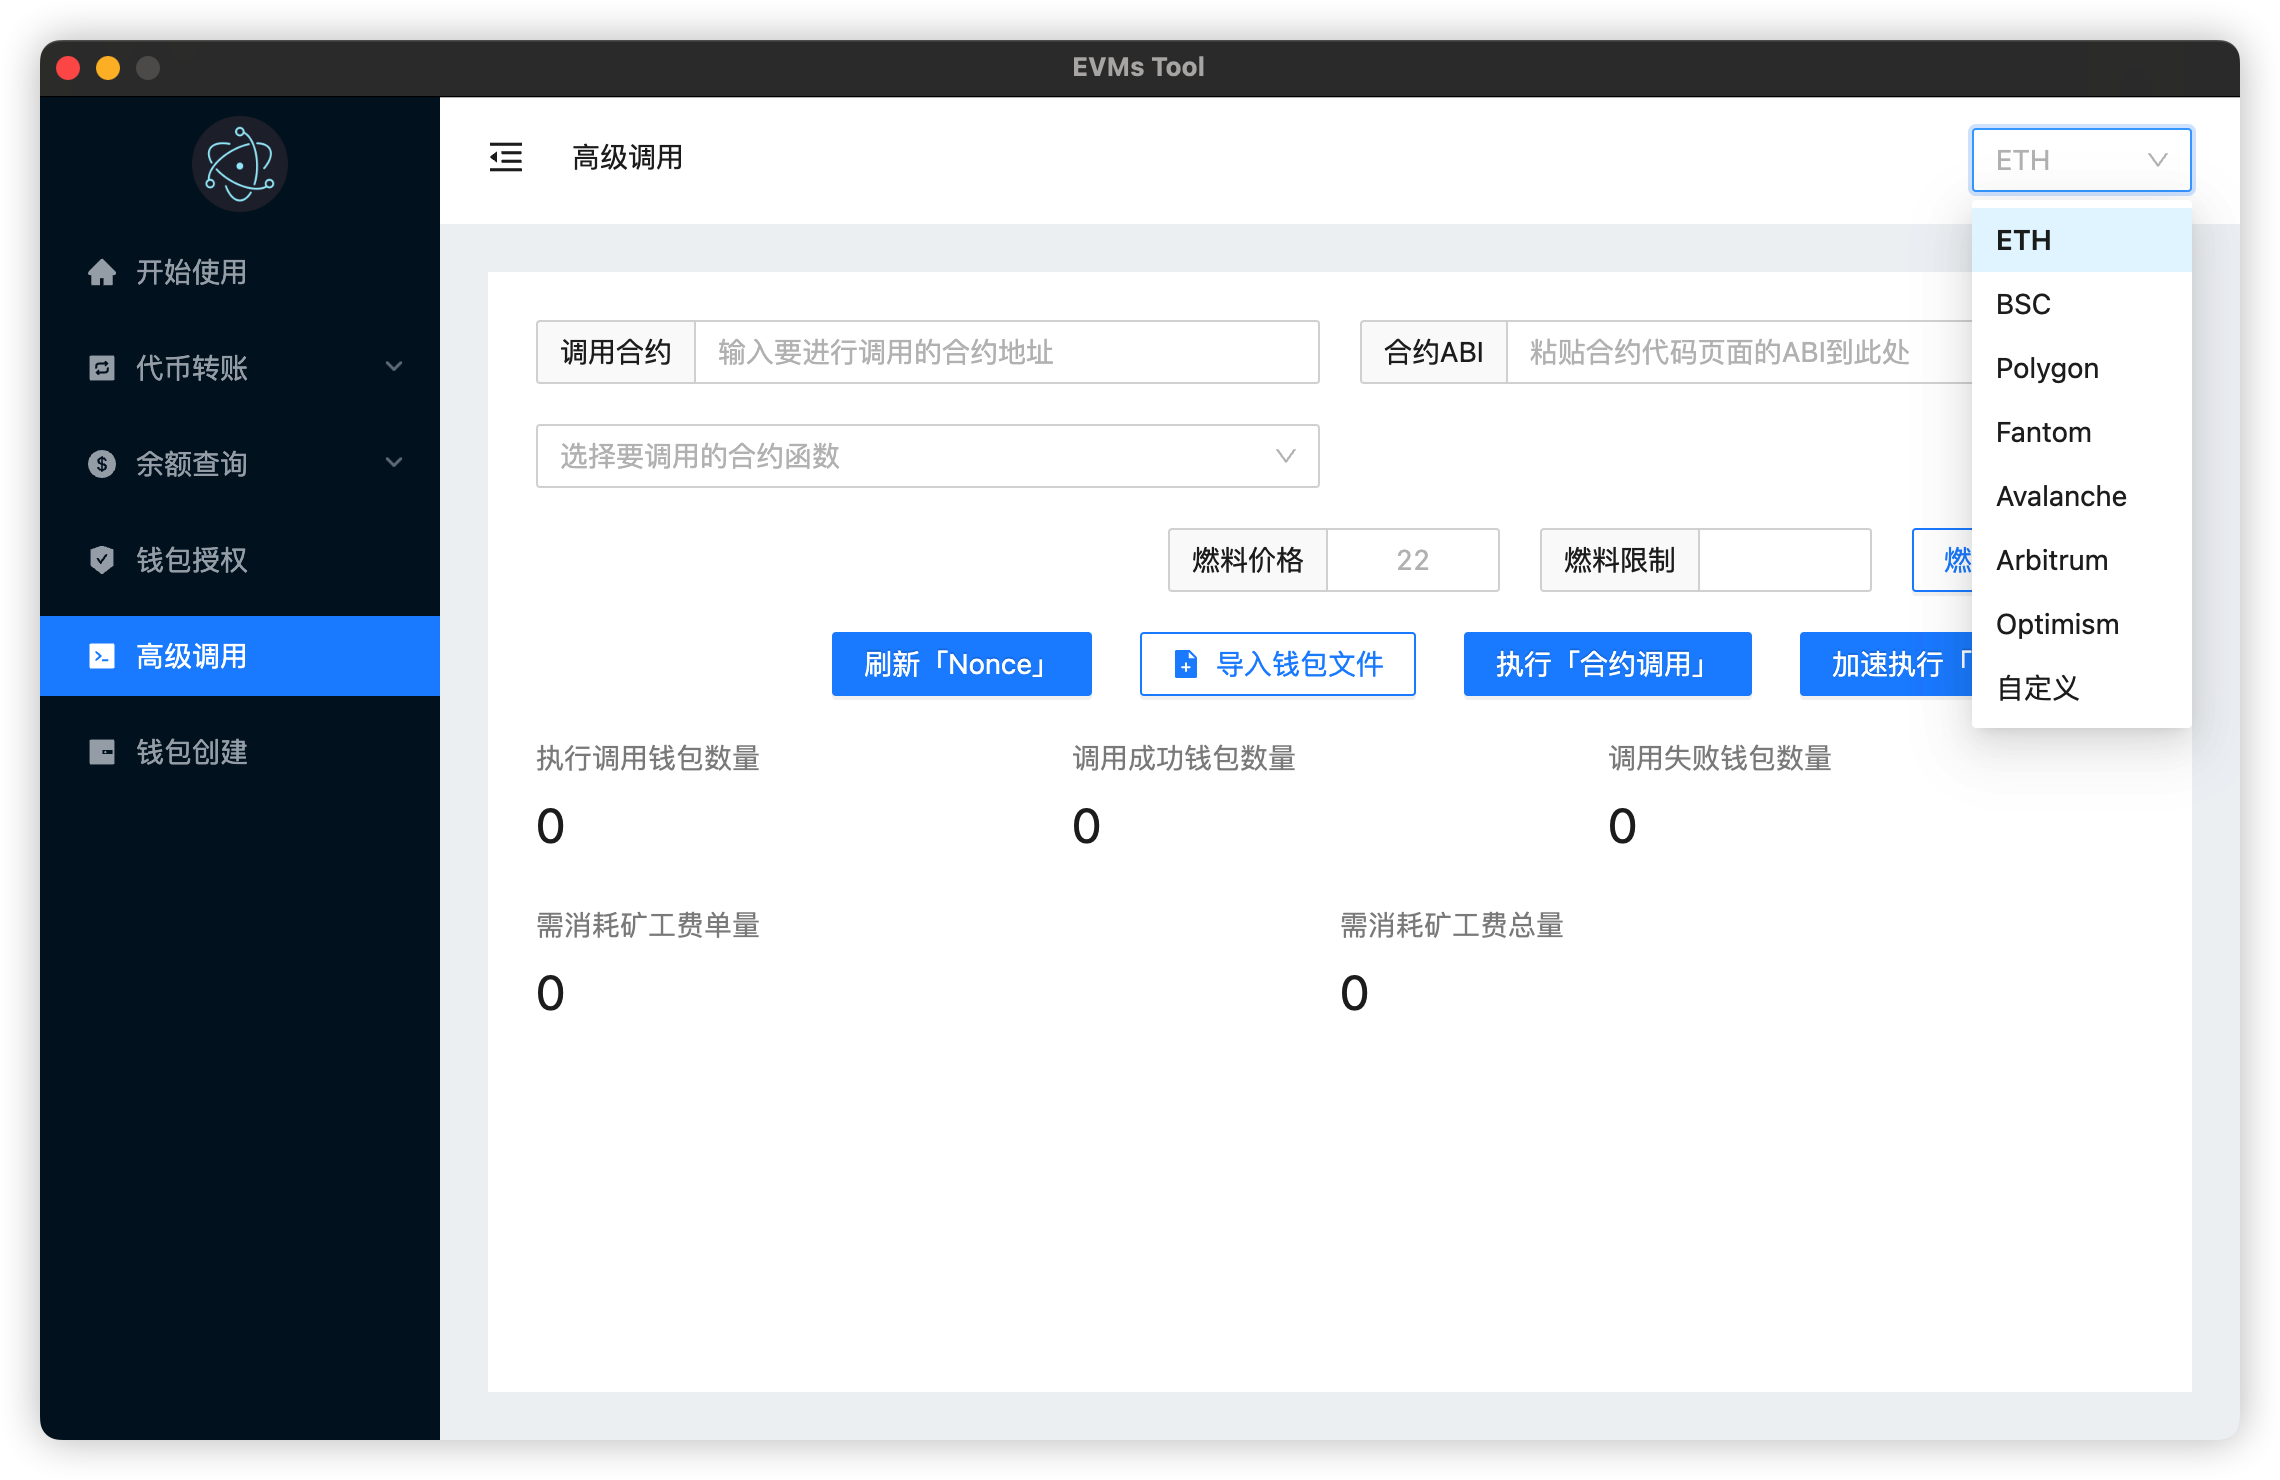 EVMs Tool
高级调用
ETH
开始使用
代币转账
余额查询
钱包授权
高级调用
钱包创建
ETH
BSC
Polygon
Fantom
Avalanche
Arbitrum
Optimism
自定义
调用合约 输入要进行调用的合约地址
合约ABI 粘贴合约代码页面的ABI到此处
选择要调用的合约函数
燃料价格 22
燃料限制
燃
刷新「Nonce」
导入钱包文件
执行「合约调用」
加速执行「
执行调用钱包数量
0
调用成功钱包数量
0
调用失败钱包数量
0
需消耗矿工费单量
0
需消耗矿工费总量
0